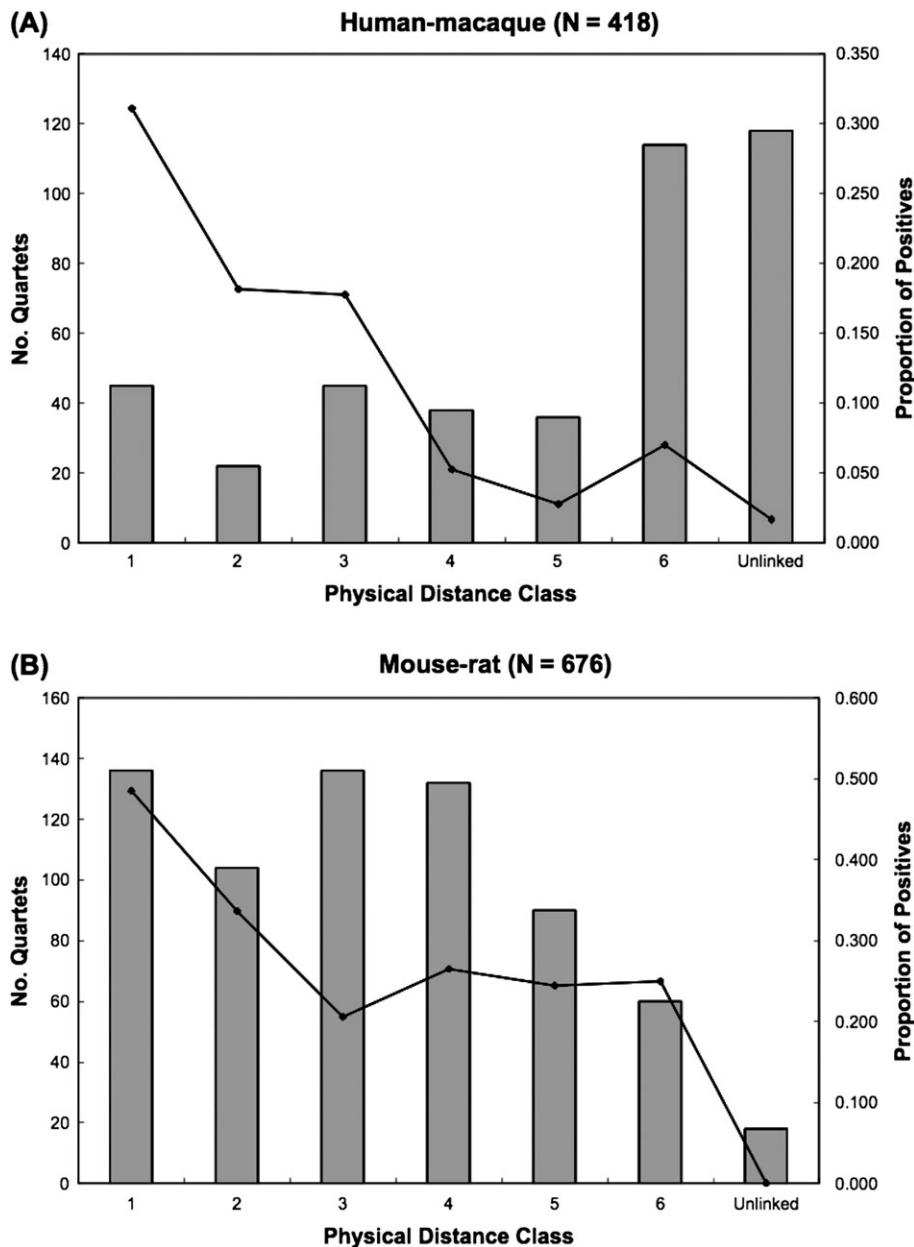 (A)
Human-macaque (N = 418)
140
120
100
80
60
40
20
0
No. Quartets
0.350
0.300
0.250
0.200
0.150
0.100
0.050
0.000
Proportion of Positives
1 2 3 4 5 6 Unlinked
Physical Distance Class
(B)
Mouse-rat (N = 676)
160
140
120
100
80
60
40
20
0
No. Quartets
0.600
0.500
0.400
0.300
0.200
0.100
0.000
Proportion of Positives
1 2 3 4 5 6 Unlinked
Physical Distance Class